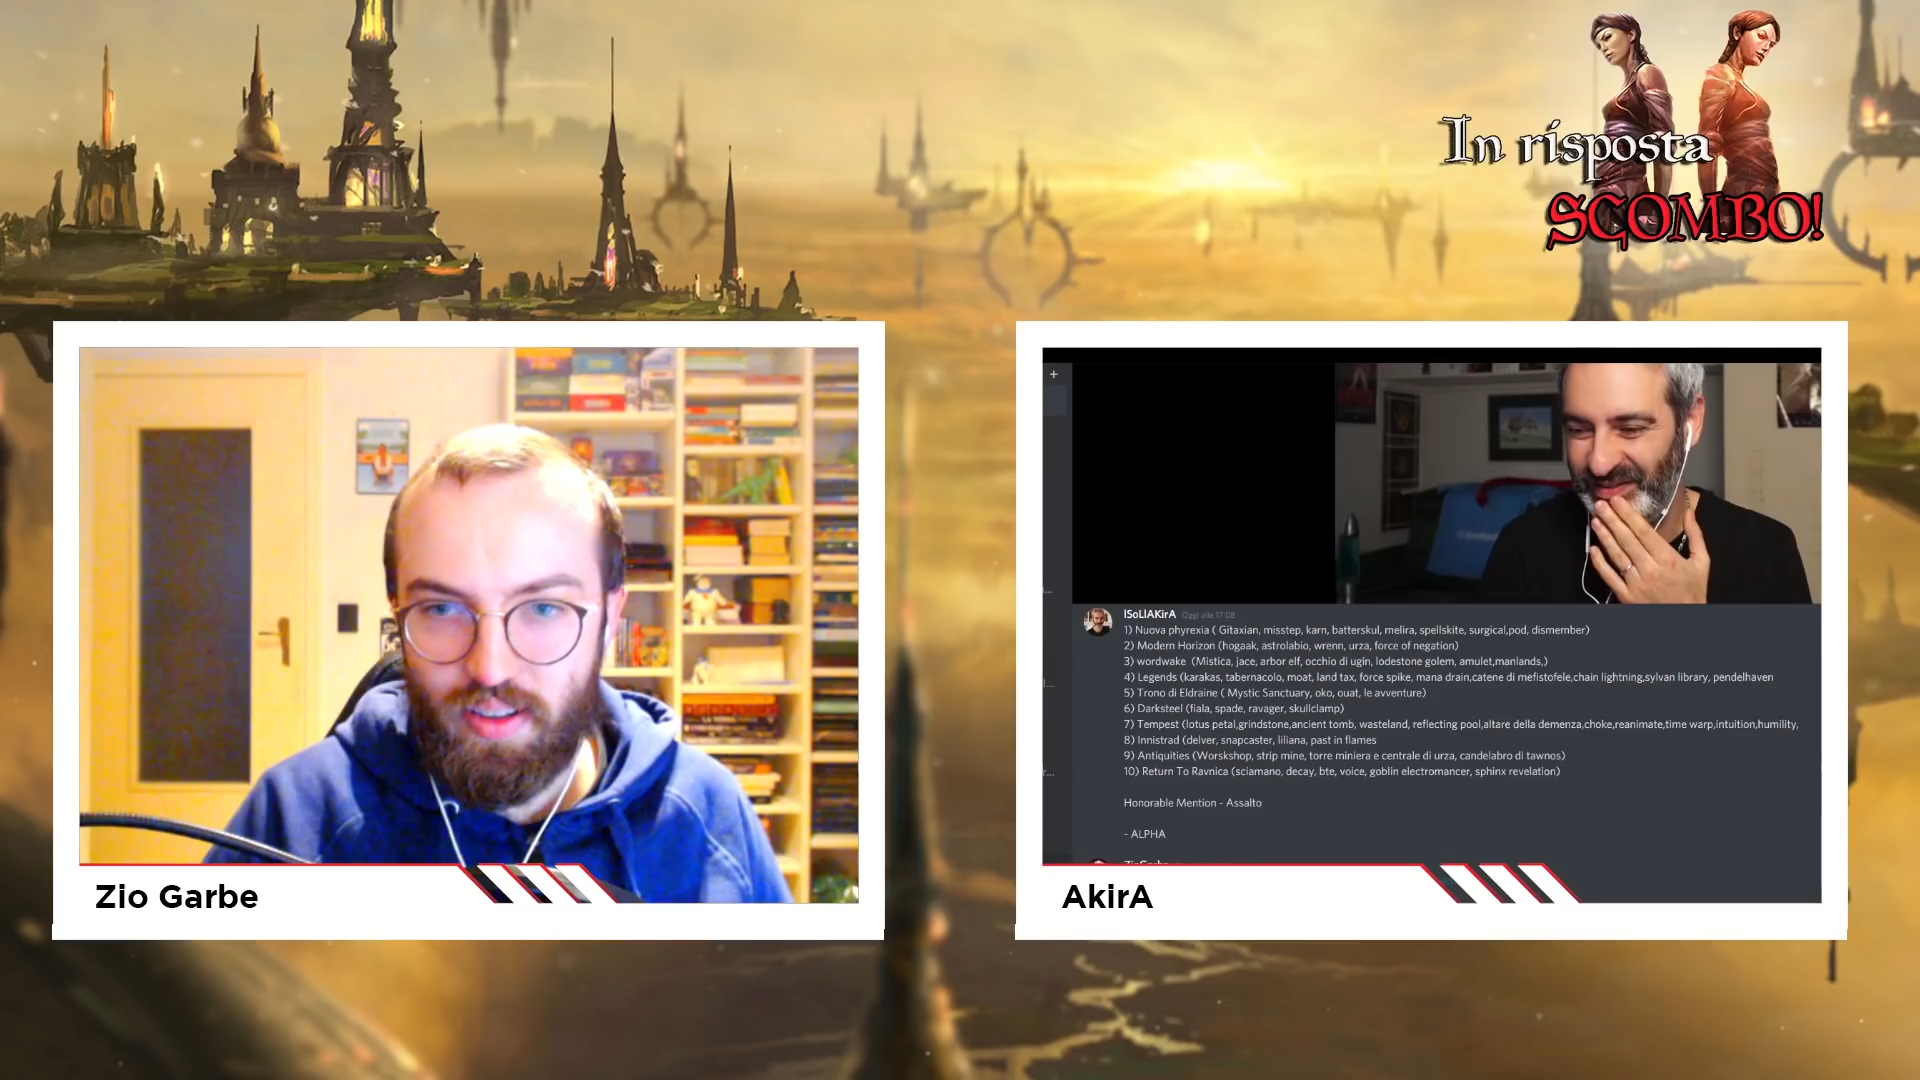 In risposta
SCOMBO!
lSoLlAKirA Oggi alle 17:08
1) Nuova phyrexia ( Gitaxian, misstep, karn, batterskul, melira, spellskite, surgical,pod, dismember)
2) Modern Horizon (hogaak, astrolabio, wrenn, urza, force of negation)
3) wordwake (Mistica, jace, arbor elf, occhio di ugin, lodestone golem, amulet,manlands,)
4) Legends (karakas, tabernacolo, moat, land tax, force spike, mana drain,catene di mefistofele,chain lightning,sylvan library, pendelhaven
5) Trono di Eldraine ( Mystic Sanctuary, oko, ouat, le avventure)
6) Darksteel (fiala, spade, ravager, skullclamp)
7) Tempest (lotus petal,grindstone,ancient tomb, wasteland, reflecting pool,altare della demenza,choke,reanimate,time warp,intuition,humility,
8) Innistrad (delver, snapcaster, liliana, past in flames
9) Antiquities (Worskshop, strip mine, torre miniera e centrale di urza, candelabro di tawnos)
10) Return To Ravnica (sciamano, decay, bte, voice, goblin electromancer, sphinx revelation)
Honorable Mention - Assalto
- ALPHA
Zio Garbe
AkirA